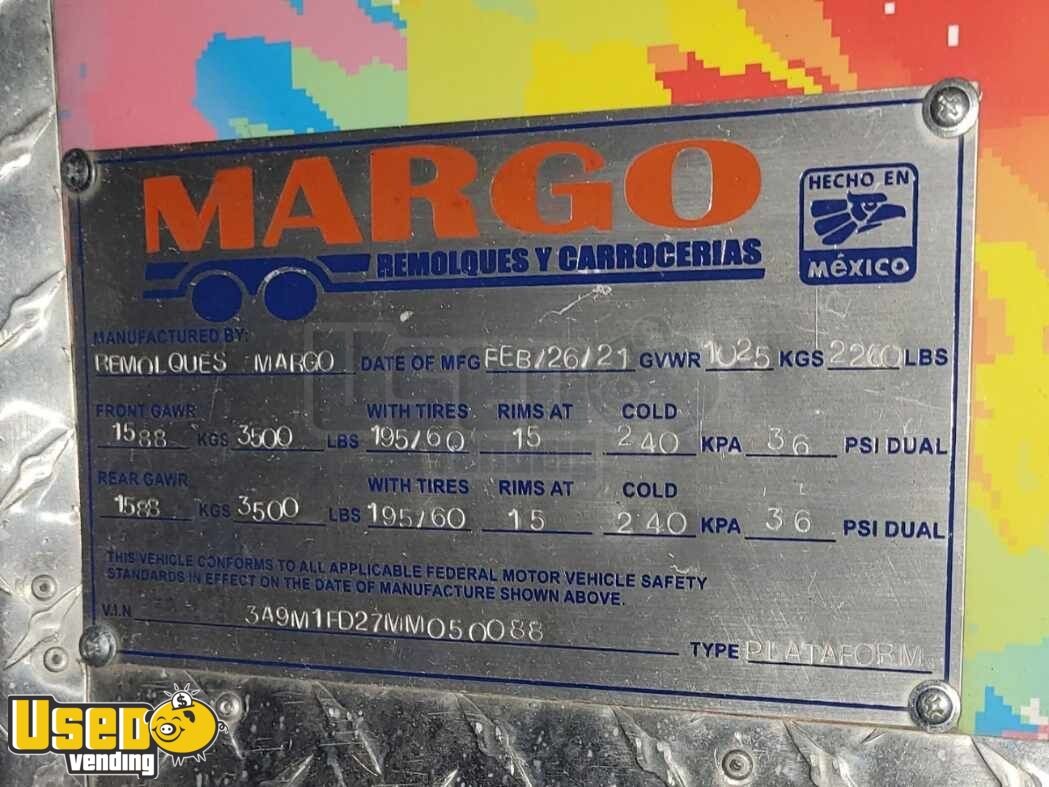 MARGO
REMOLQUES Y CARROCERIAS
HECHO EN
MéXICO
MANUFACTURED BY:
REMOLQUES MARGO DATE OF MFG FEB/26/21 GVWR 1025 KGS 2260 LBS
FRONT GAWR WITH TIRES RIMS AT COLD
1588 KGS 3500 LBS 195/60 15 240 KPA 36 PSI DUAL
REAR GAWR WITH TIRES RIMS AT COLD
1588 KGS 3500 LBS 195/60 15 240 KPA 36 PSI DUAL
THIS VEHICLE CONFORMS TO ALL APPLICABLE FEDERAL MOTOR VEHICLE SAFETY
STANDARDS IN EFFECT ON THE DATE OF MANUFACTURE SHOWN ABOVE.
V.I.N 3A9M1FD27MM050088
TYPE PLATAFORM
USED
vending